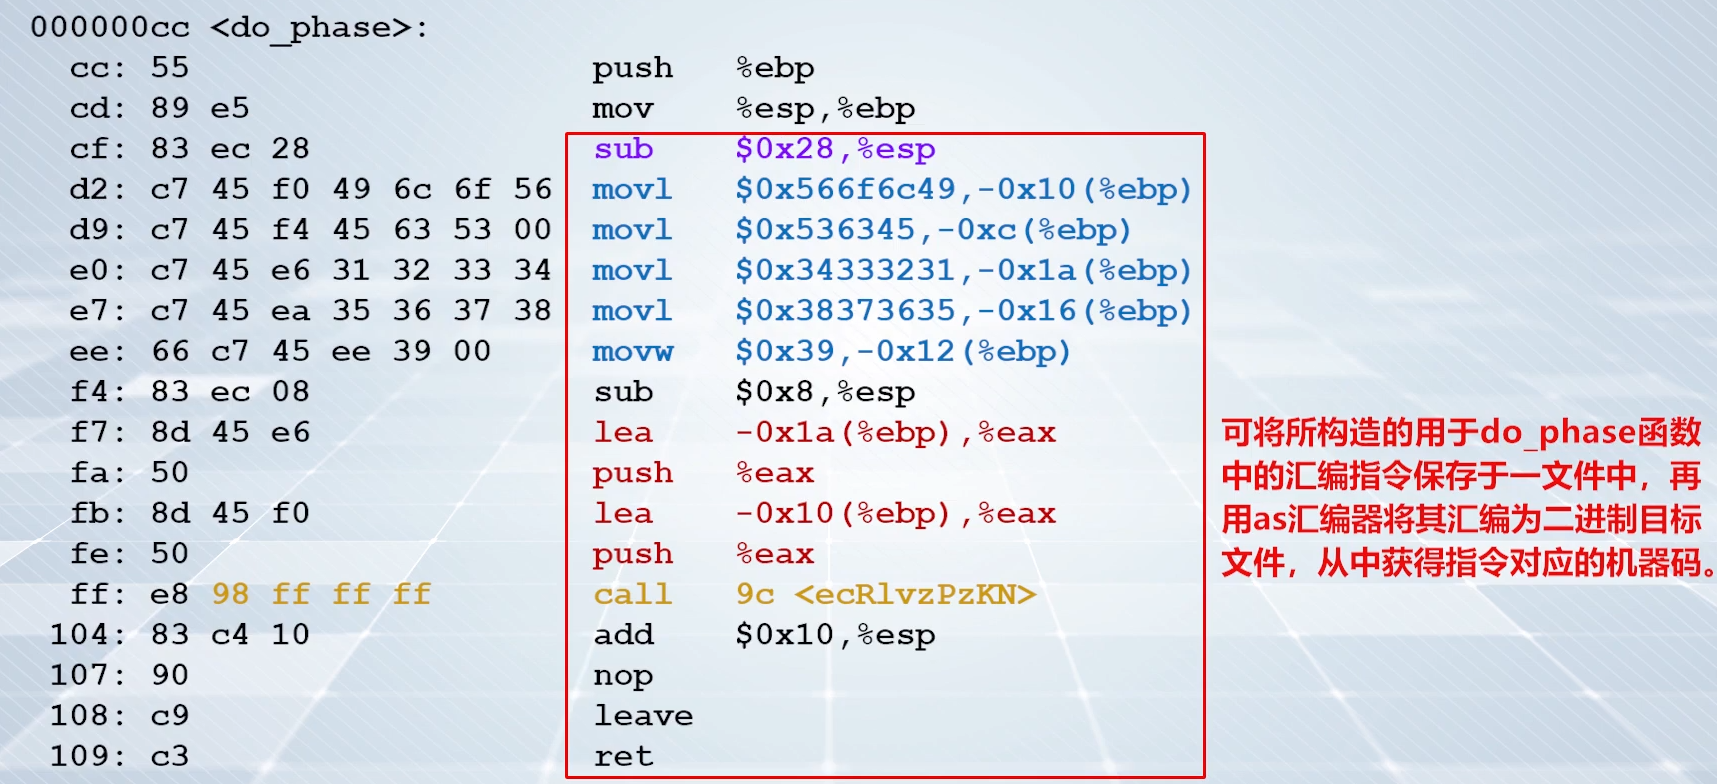 000000cc <do_phase>:
cc: 55 push %ebp
cd: 89 e5 mov %esp,%ebp
cf: 83 ec 28 sub $0x28,%esp
d2: c7 45 f0 49 6c 6f 56 movl $0x566f6c49,-0x10(%ebp)
d9: c7 45 f4 45 63 53 00 movl $0x536345,-0xc(%ebp)
e0: c7 45 e6 31 32 33 34 movl $0x34333231,-0x1a(%ebp)
e7: c7 45 ea 35 36 37 38 movl $0x38373635,-0x16(%ebp)
ee: 66 c7 45 ee 39 00 movw $0x39,-0x12(%ebp)
f4: 83 ec 08 sub $0x8,%esp
f7: 8d 45 e6 lea -0x1a(%ebp),%eax
fa: 50 push %eax
fb: 8d 45 f0 lea -0x10(%ebp),%eax
fe: 50 push %eax
ff: e8 98 ff ff ff call 9c <ecRlvzPzKN>
104: 83 c4 10 add $0x10,%esp
107: 90 nop
108: c9 leave
109: c3 ret
可将所构造的用于do_phase函数
中的汇编指令保存于一文件中，再
用as汇编器将其汇编为二进制目标
文件，从中获得指令对应的机器码。